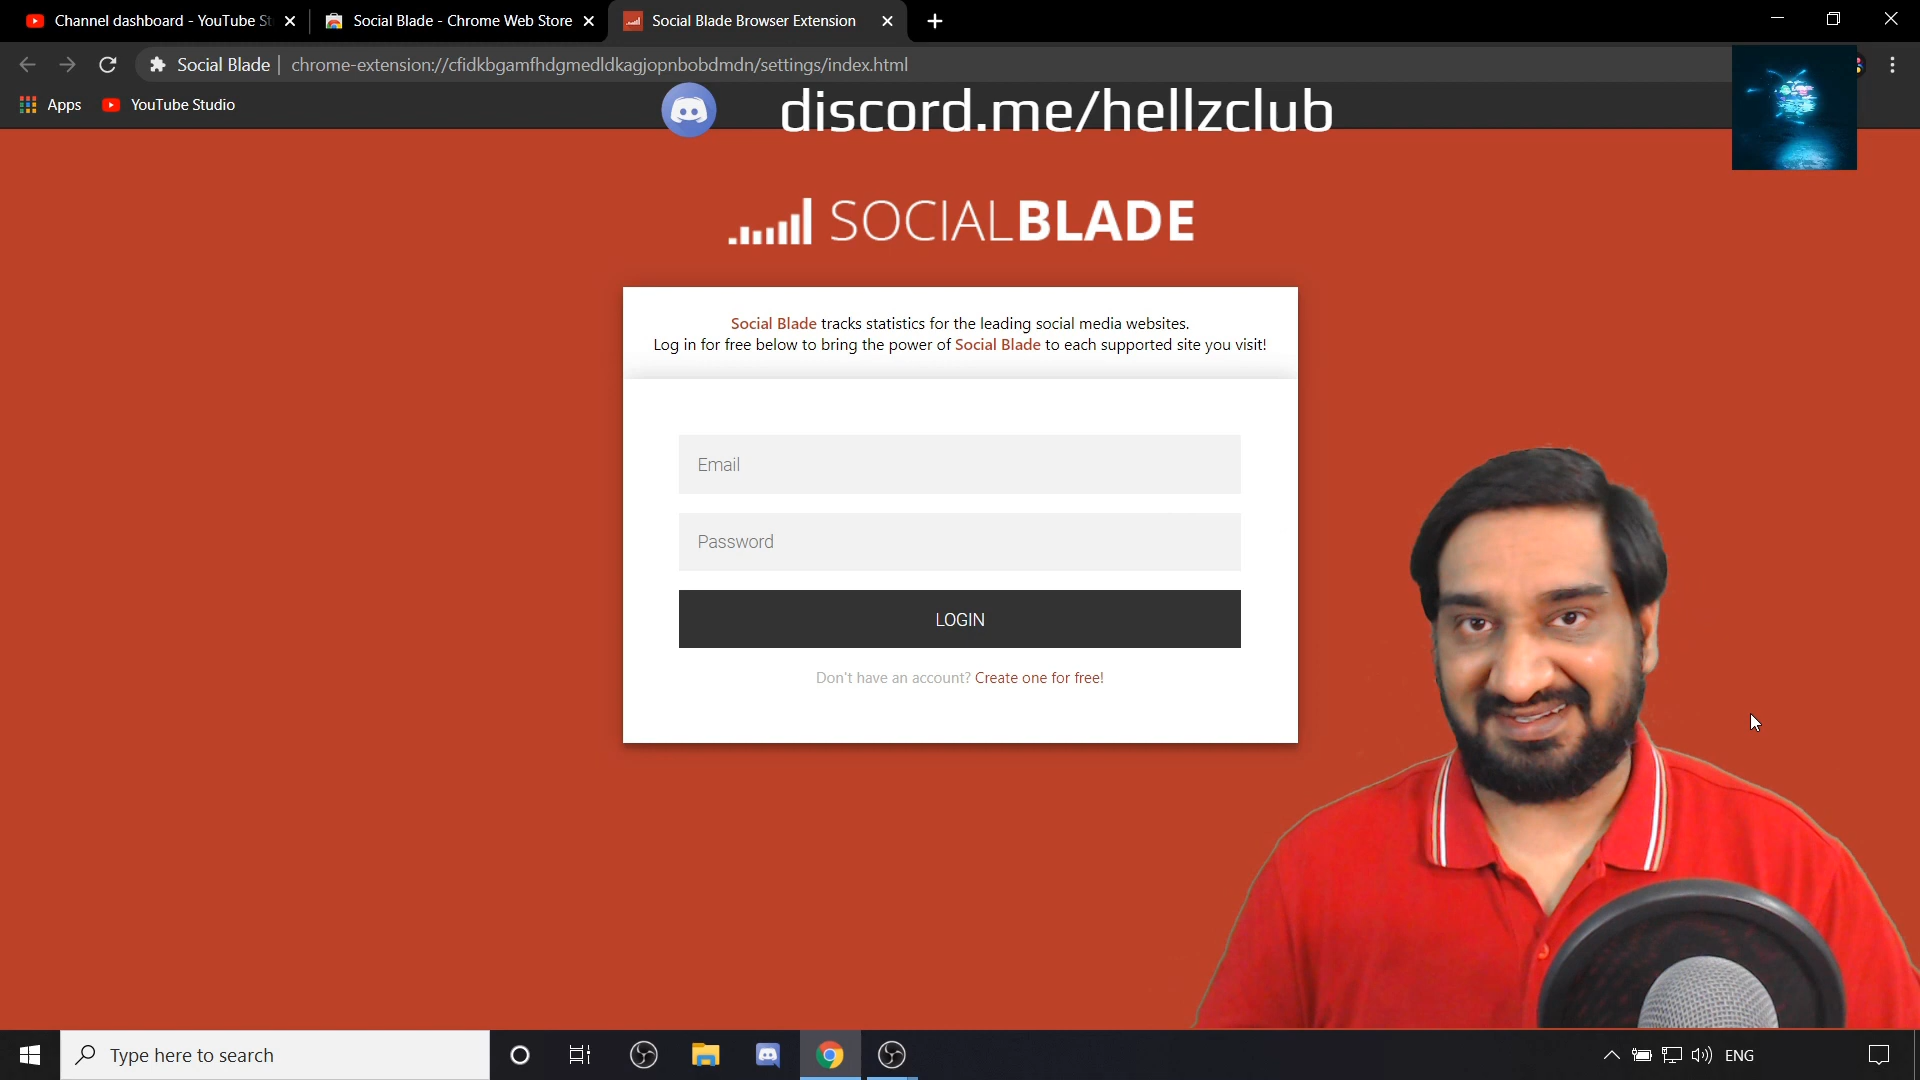 Channel dashboard - YouTube St
Social Blade - Chrome Web Store
Social Blade Browser Extension
Social Blade
chrome-extension://cfidkbgamfhdgmedldkagjopnbobdmdn/settings/index.html
Apps
YouTube Studio
discord.me/hellzclub
SOCIALBLADE
Social Blade tracks statistics for the leading social media websites.
Log in for free below to bring the power of Social Blade to each supported site you visit!
Email
Password
LOGIN
Don't have an account? Create one for free!
Type here to search
ENG